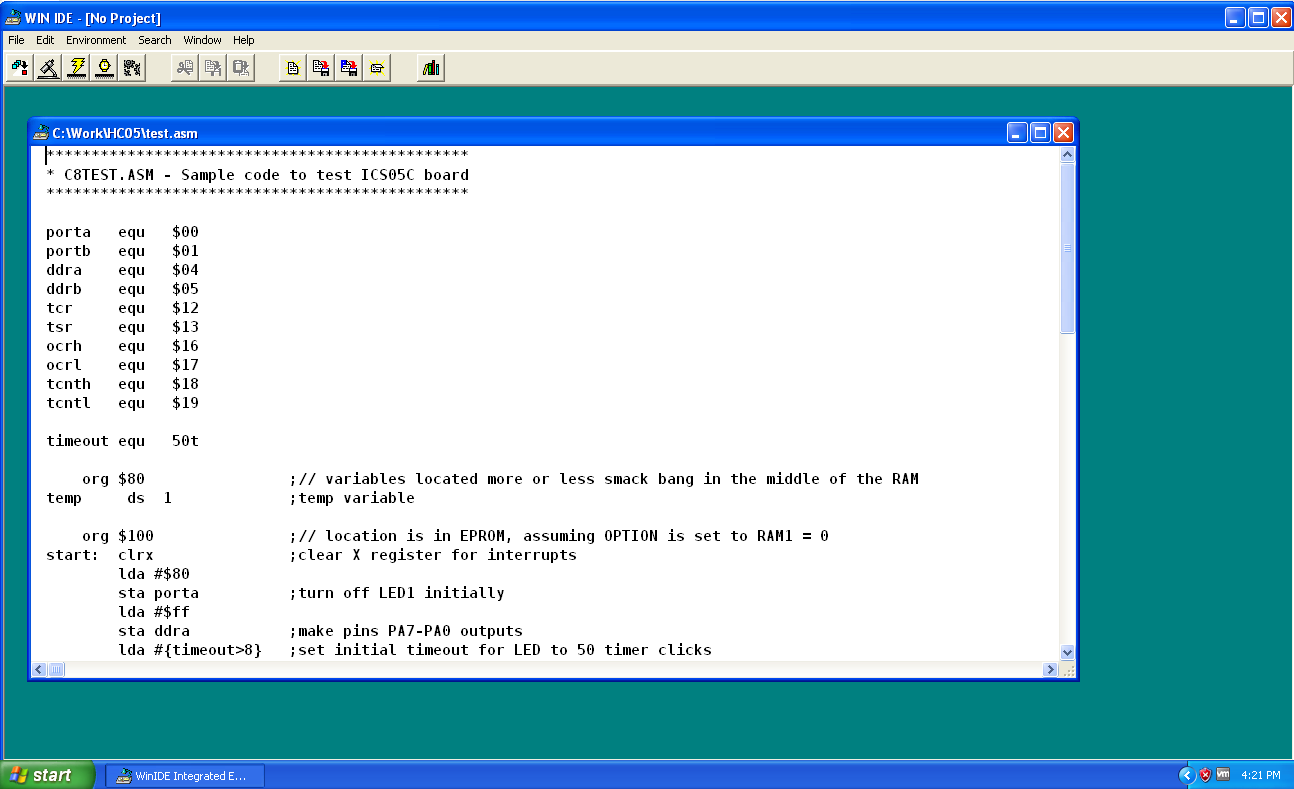 WIN IDE - [No Project]
File Edit Environment Search Window Help
C:\Work\HC05\test.asm
***********************************************
* C8TEST.ASM - Sample code to test ICS05C board
***********************************************
porta   equ   $00
portb   equ   $01
ddra    equ   $04
ddrb    equ   $05
tcr     equ   $12
tsr     equ   $13
ocrh    equ   $16
ocrl    equ   $17
tcnth   equ   $18
tcntl   equ   $19
timeout equ   50t
    org $80                ;// variables located more or less smack bang in the middle of the RAM
temp     ds  1             ;temp variable
    org $100               ;// location is in EPROM, assuming OPTION is set to RAM1 = 0
start:  clrx               ;clear X register for interrupts
        lda #$80
        sta porta          ;turn off LED1 initially
        lda #$ff
        sta ddra           ;make pins PA7-PA0 outputs
        lda #{timeout>8}   ;set initial timeout for LED to 50 timer clicks
start
WinIDE Integrated E...
vm
4:21 PM